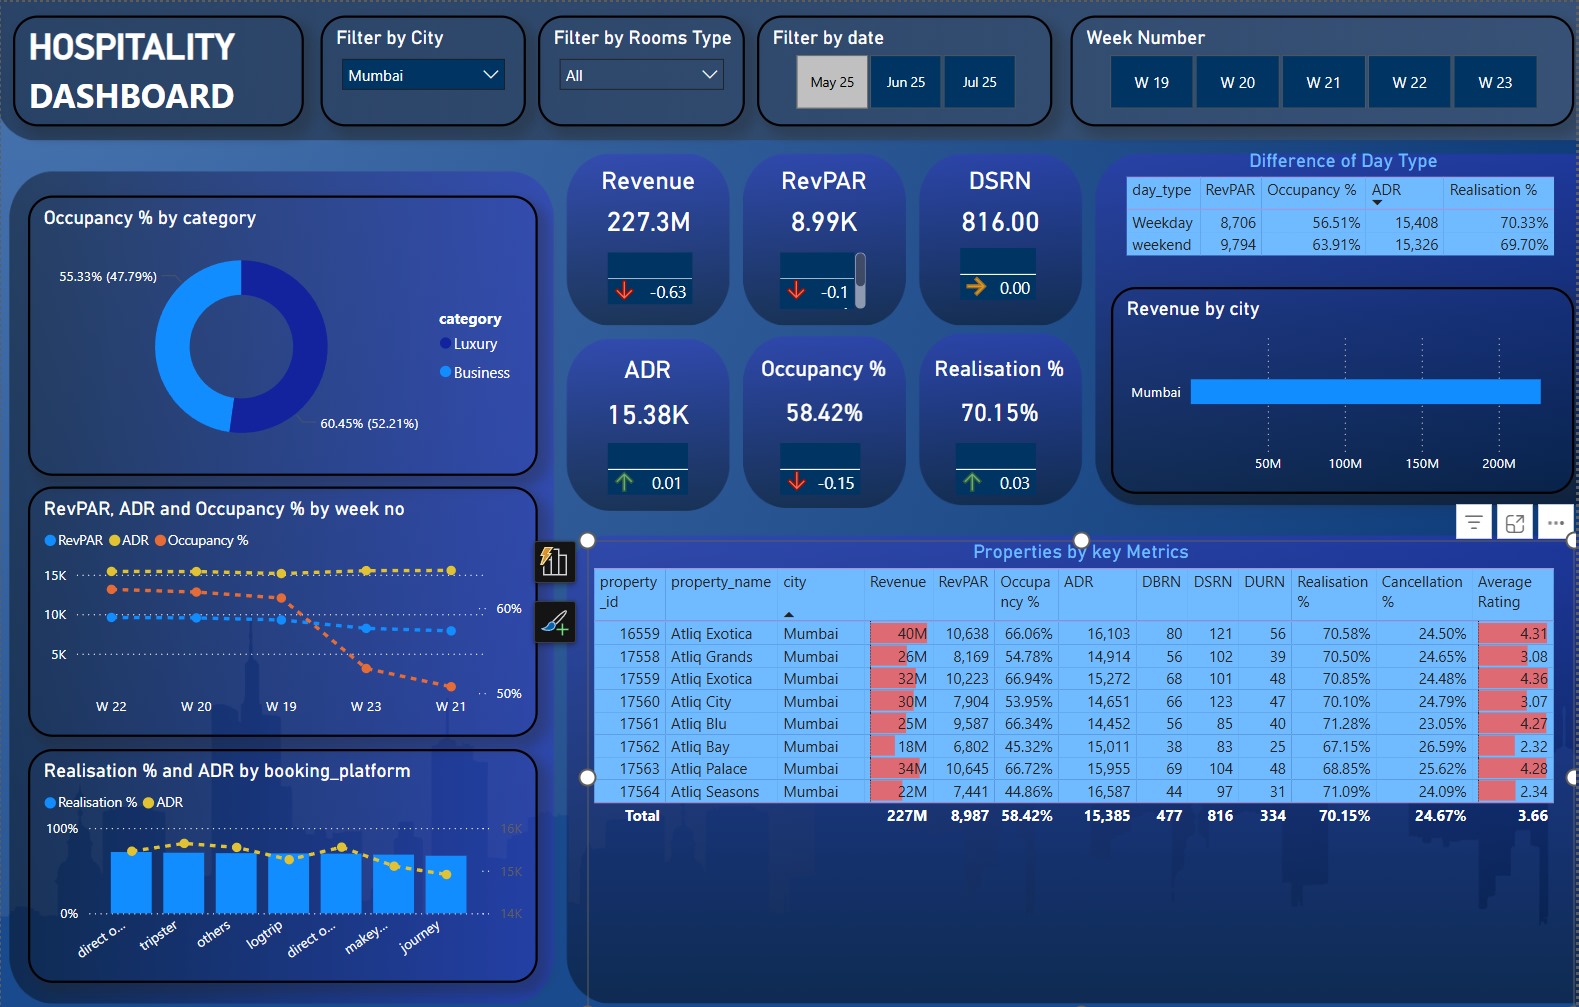 HOSPITALITY
DASHBOARD
Filter by City
Mumbai
Filter by Rooms Type
All
Filter by date
May 25
Jun 25
Jul 25
Week Number
W 19
W 20
W 21
W 22
W 23
Occupancy % by category
55.33% (47.79%)
60.45% (52.21%)
category
Luxury
Business
Revenue
227.3M
-0.63
RevPAR
8.99K
-0.1
DSRN
816.00
0.00
ADR
15.38K
0.01
Occupancy %
58.42%
-0.15
Realisation %
70.15%
0.03
Difference of Day Type
day_type RevPAR Occupancy % ADR Realisation %
Weekday 8,706 56.51% 15,408 70.33%
weekend 9,794 63.91% 15,326 69.70%
Revenue by city
Mumbai
50M 100M 150M 200M
RevPAR, ADR and Occupancy % by week no
RevPAR ADR Occupancy %
15K
10K
5K
60%
50%
W 22 W 20 W 19 W 23 W 21
Realisation % and ADR by booking_platform
Realisation % ADR
100%
0%
16K
15K
14K
direct o... tripster others logtrip direct o... makey... journey
Properties by key Metrics
property _id property_name city Revenue RevPAR Occupa ncy % ADR DBRN DSRN DURN Realisation % Cancellation % Average Rating
16559 Atliq Exotica Mumbai 40M 10,638 66.06% 16,103 80 121 56 70.58% 24.50% 4.31
17558 Atliq Grands Mumbai 26M 8,169 54.78% 14,914 56 102 39 70.50% 24.65% 3.08
17559 Atliq Exotica Mumbai 32M 10,223 66.94% 15,272 68 101 48 70.85% 24.48% 4.36
17560 Atliq City Mumbai 30M 7,904 53.95% 14,651 66 123 47 70.10% 24.79% 3.07
17561 Atliq Blu Mumbai 25M 9,587 66.34% 14,452 56 85 40 71.28% 23.05% 4.27
17562 Atliq Bay Mumbai 18M 6,802 45.32% 15,011 38 83 25 67.15% 26.59% 2.32
17563 Atliq Palace Mumbai 34M 10,645 66.72% 15,955 69 104 48 68.85% 25.62% 4.28
17564 Atliq Seasons Mumbai 22M 7,441 44.86% 16,587 44 97 31 71.09% 24.09% 2.34
Total 227M 8,987 58.42% 15,385 477 816 334 70.15% 24.67% 3.66